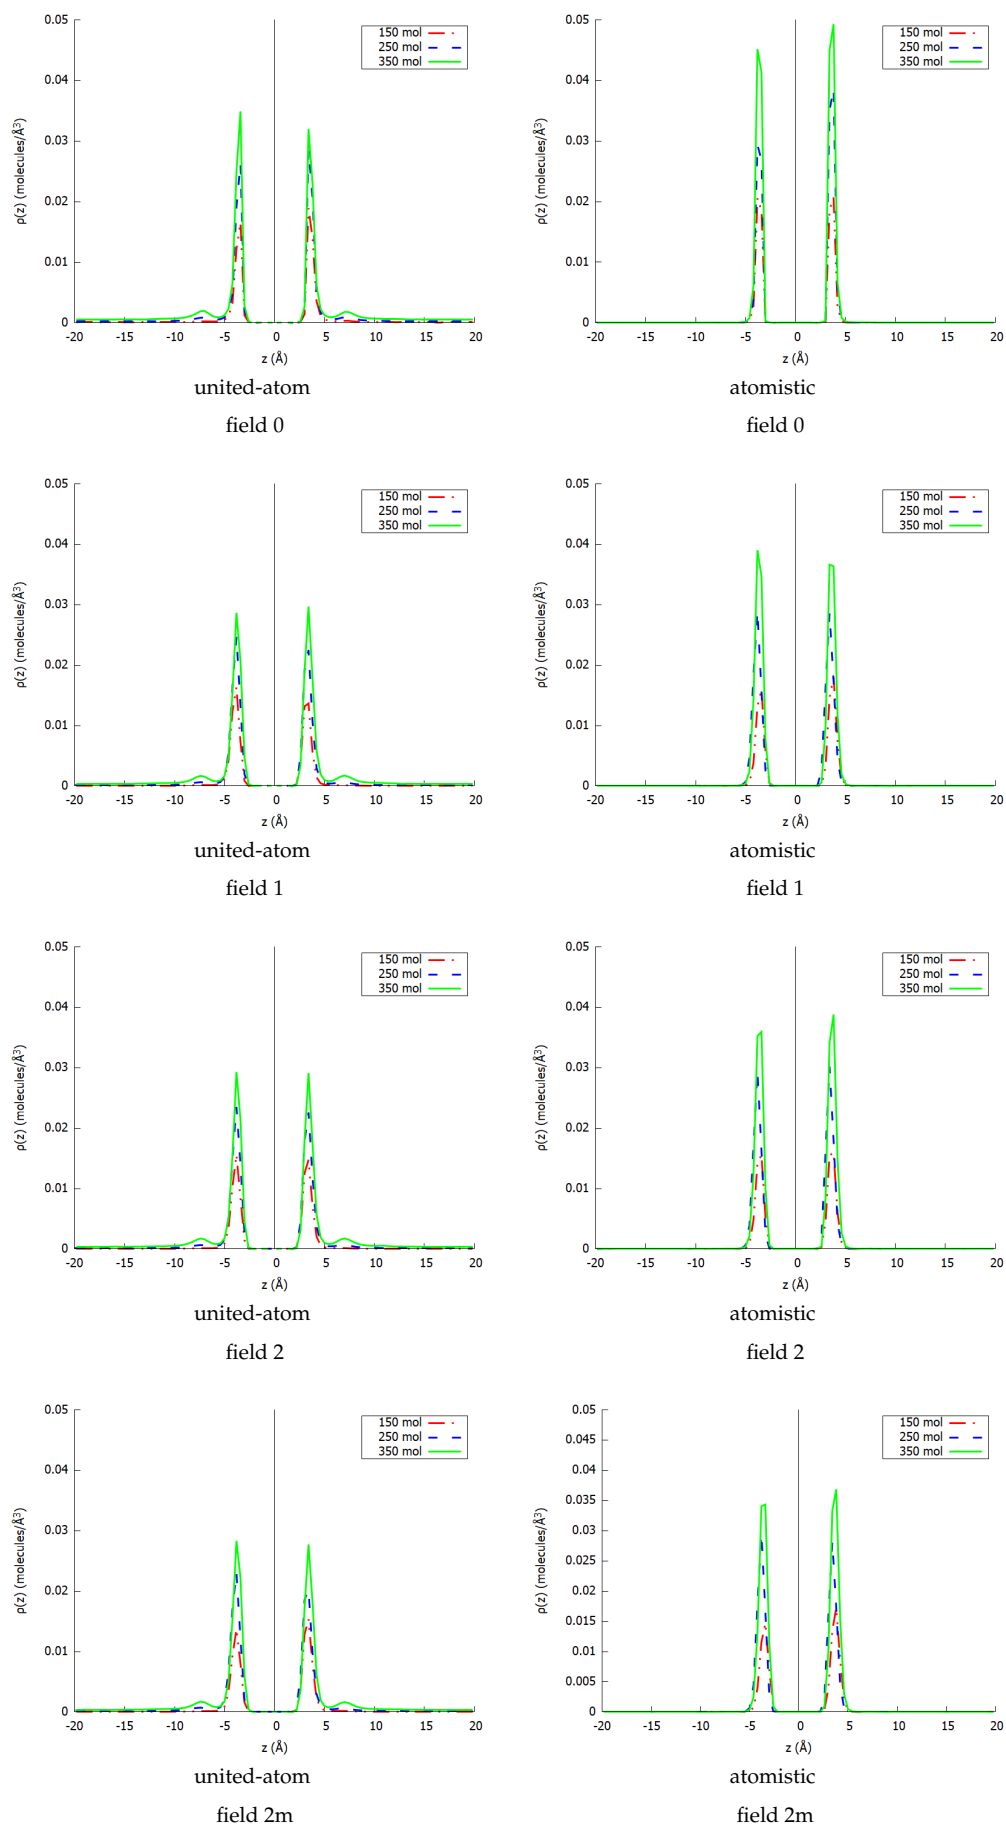 0.05
0.04
0.03
0.02
0.01
0
-20 -15 -10 -5 0 5 10 15 20
ρ(z) (molecules/Å³)
z (Å)
150 mol
250 mol
350 mol
united-atom
field 0
0.05
0.04
0.03
0.02
0.01
0
-20 -15 -10 -5 0 5 10 15 20
ρ(z) (molecules/Å³)
z (Å)
150 mol
250 mol
350 mol
atomistic
field 0
0.05
0.04
0.03
0.02
0.01
0
-20 -15 -10 -5 0 5 10 15 20
ρ(z) (molecules/Å³)
z (Å)
150 mol
250 mol
350 mol
united-atom
field 1
0.05
0.04
0.03
0.02
0.01
0
-20 -15 -10 -5 0 5 10 15 20
ρ(z) (molecules/Å³)
z (Å)
150 mol
250 mol
350 mol
atomistic
field 1
0.05
0.04
0.03
0.02
0.01
0
-20 -15 -10 -5 0 5 10 15 20
ρ(z) (molecules/Å³)
z (Å)
150 mol
250 mol
350 mol
united-atom
field 2
0.05
0.04
0.03
0.02
0.01
0
-20 -15 -10 -5 0 5 10 15 20
ρ(z) (molecules/Å³)
z (Å)
150 mol
250 mol
350 mol
atomistic
field 2
0.05
0.04
0.03
0.02
0.01
0
-20 -15 -10 -5 0 5 10 15 20
ρ(z) (molecules/Å³)
z (Å)
150 mol
250 mol
350 mol
united-atom
field 2m
0.05
0.045
0.04
0.035
0.03
0.025
0.02
0.015
0.01
0.005
0
-20 -15 -10 -5 0 5 10 15 20
ρ(z) (molecules/Å³)
z (Å)
150 mol
250 mol
350 mol
atomistic
field 2m